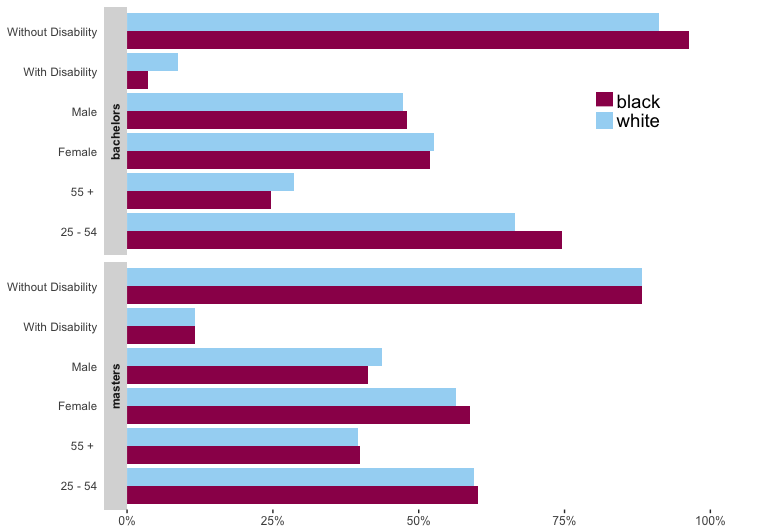 Without Disability
With Disability
Male
Female
55 +
25 - 54
bachelors
black
white
Without Disability
With Disability
Male
Female
55 +
25 - 54
masters
0% 25% 50% 75% 100%